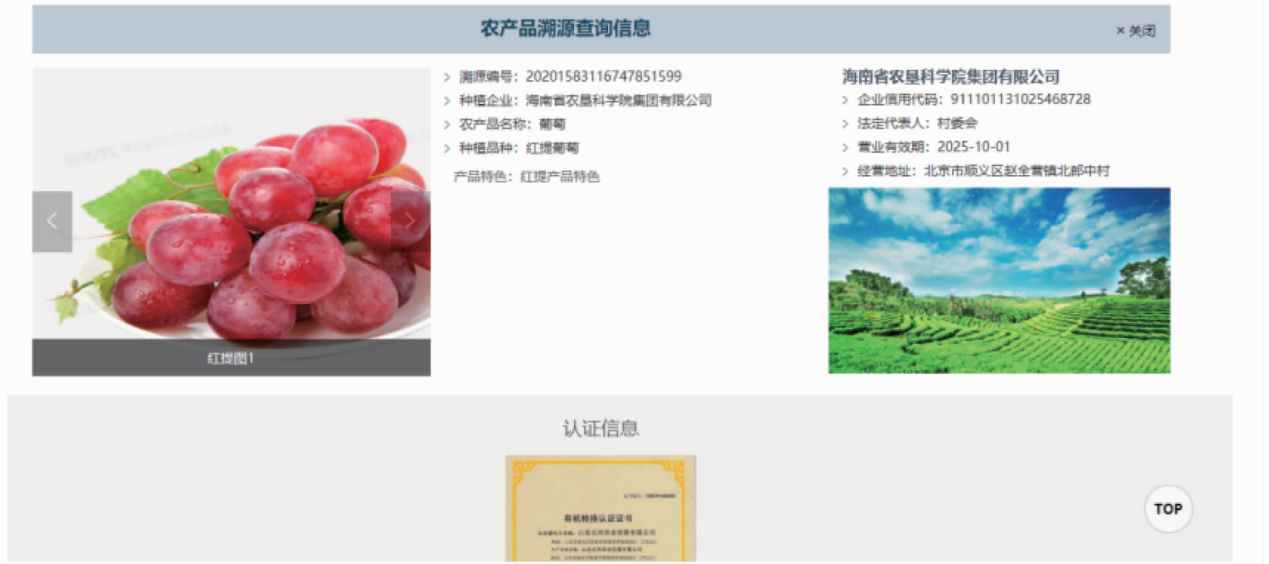 农产品溯源查询信息
× 关闭
> 溯源编号：20201583116747851599
> 种植企业：海南省农垦科学院集团有限公司
> 农产品名称：葡萄
> 种植品种：红提葡萄
产品特色：红提产品特色
海南省农垦科学院集团有限公司
> 企业信用代码：911101131025468728
> 法定代表人：村委会
> 营业有效期：2025-10-01
> 经营地址：北京市顺义区赵全营镇北郎中村
红提图1
认证信息
有机转换认证证书
TOP